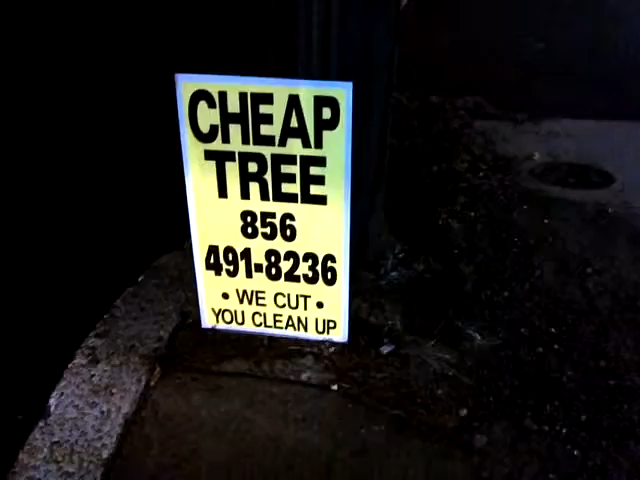 CHEAP
TREE
856
491-8236
• WE CUT •
YOU CLEAN UP